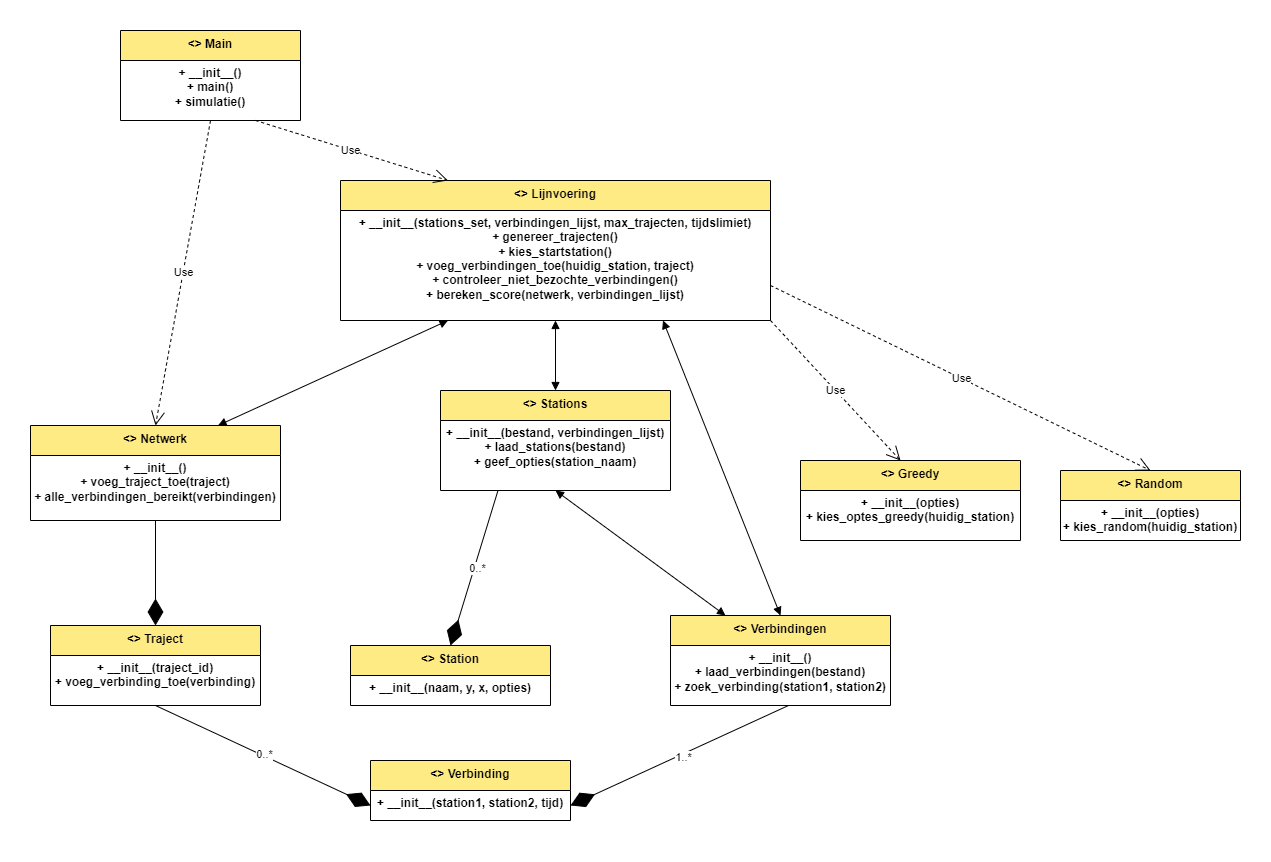 <> Main
+ __init__()
+ main()
+ simulatie()
Use
Use
<> Lijnvoering
+ __init__(stations_set, verbindingen_lijst, max_trajecten, tijdslimiet)
+ genereer_trajecten()
+ kies_startstation()
+ voeg_verbindingen_toe(huidig_station, traject)
+ controleer_niet_bezochte_verbindingen()
+ bereken_score(netwerk, verbindingen_lijst)
Use
Use
<> Netwerk
+ __init__()
+ voeg_traject_toe(traject)
+ alle_verbindingen_bereikt(verbindingen)
<> Stations
+ __init__(bestand, verbindingen_lijst)
+ laad_stations(bestand)
+ geef_opties(station_naam)
<> Greedy
+ __init__(opties)
+ kies_optes_greedy(huidig_station)
<> Random
+ __init__(opties)
+ kies_random(huidig_station)
0..*
<> Traject
+ __init__(traject_id)
+ voeg_verbinding_toe(verbinding)
<> Station
+ __init__(naam, y, x, opties)
<> Verbindingen
+ __init__()
+ laad_verbindingen(bestand)
+ zoek_verbinding(station1, station2)
0..*
1..*
<> Verbinding
+ __init__(station1, station2, tijd)